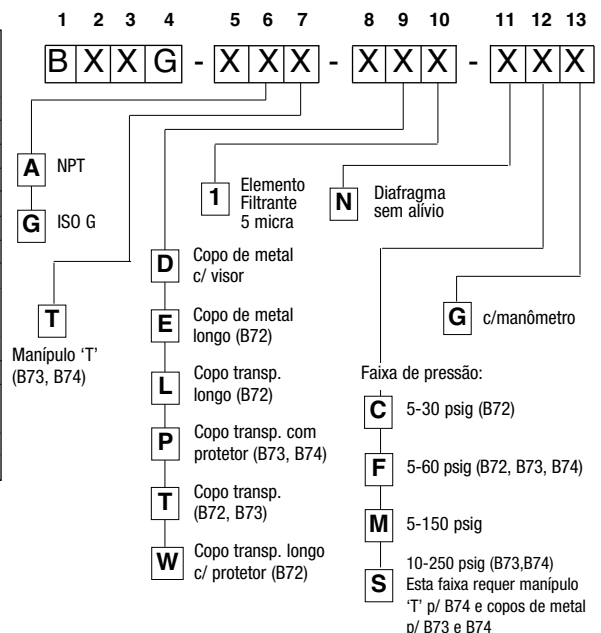 1 2 3 4 5 6 7 8 9 10 11 12 13
B X X G - X X X - X X X - X X X
A NPT
G ISO G
T
Manípulo ‘T’
(B73, B74)
D Copo de metal
c/ visor
E Copo de metal
longo (B72)
L Copo transp.
longo (B72)
P Copo transp. com
protetor (B73, B74)
T Copo transp.
(B72, B73)
W Copo transp. longo
c/ protetor (B72)
1 Elemento
Filtrante
5 micra
N Diafragma
sem alívio
G c/manômetro
Faixa de pressão:
C 5-30 psig (B72)
F 5-60 psig (B72, B73, B74)
M 5-150 psig
S 10-250 psig (B73,B74)
Esta faixa requer manípulo
‘T’ p/ B74 e copos de metal
p/ B73 e B74